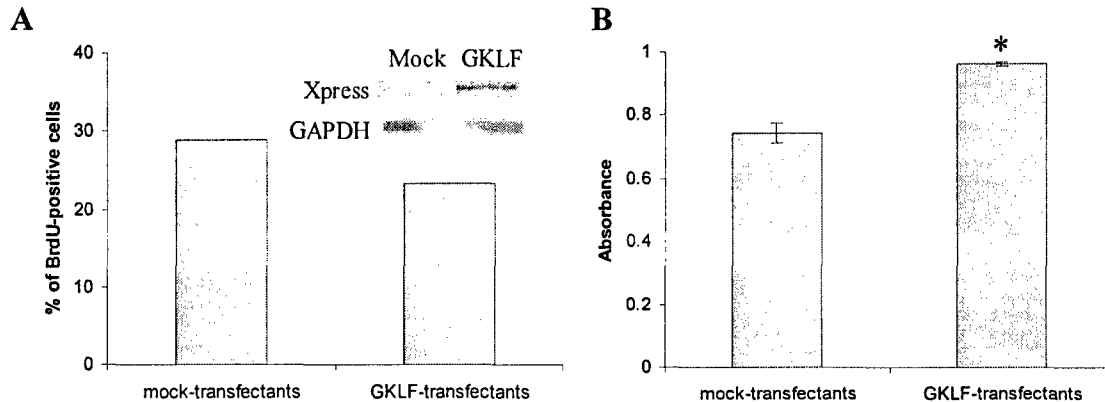 A
% of BrdU-positive cells
40
30
20
10
0
Mock GKLF
Xpress
GAPDH
mock-transfectants GKLF-transfectants
B
Absorbance
1
0.8
0.6
0.4
0.2
0
*
mock-transfectants GKLF-transfectants